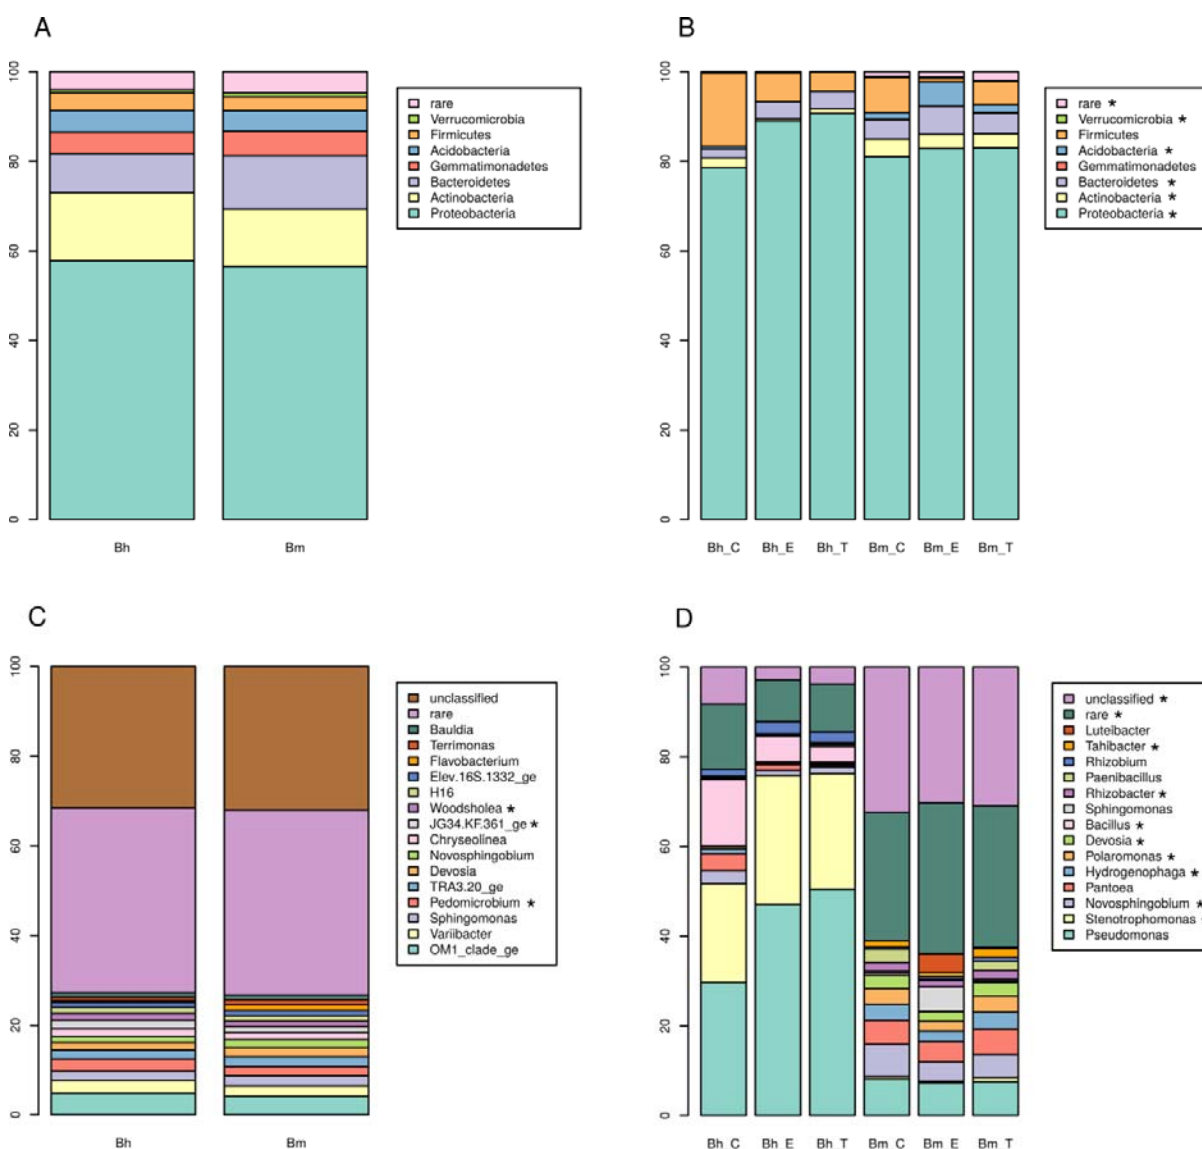 A
100
80
60
40
20
0
Bh
Bm
rare
Verrucomicrobia
Firmicutes
Acidobacteria
Gemmatimonadetes
Bacteroidetes
Actinobacteria
Proteobacteria
B
100
80
60
40
20
0
Bh_C
Bh_E
Bh_T
Bm_C
Bm_E
Bm_T
rare *
Verrucomicrobia *
Firmicutes
Acidobacteria *
Gemmatimonadetes
Bacteroidetes *
Actinobacteria *
Proteobacteria *
C
100
80
60
40
20
0
Bh
Bm
unclassified
rare
Bauldia
Terrimonas
Flavobacterium
Elev.16S.1332_ge
H16
Woodsholea *
JG34.KF.361_ge *
Chryseolinea
Novosphingobium
Devosia
TRA3.20_ge
Pedomicrobium *
Sphingomonas
Variibacter
OM1_clade_ge
D
100
80
60
40
20
0
Bh_C
Bh_E
Bh_T
Bm_C
Bm_E
Bm_T
unclassified *
rare *
Luteibacter
Tahibacter *
Rhizobium
Paenibacillus
Rhizobacter *
Sphingomonas
Bacillus *
Devosia *
Polaromonas *
Hydrogenophaga *
Pantoea
Novosphingobium *
Stenotrophomonas
Pseudomonas